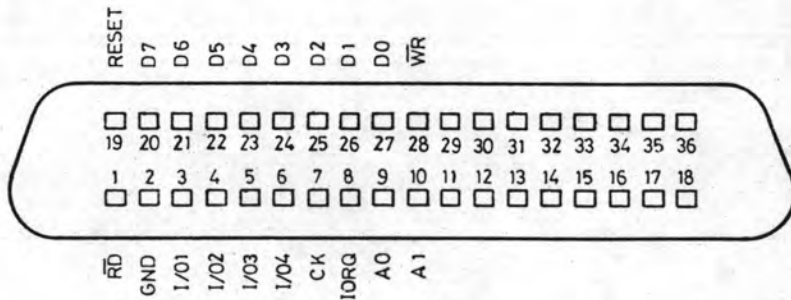 RESET D7 D6 D5 D4 D3 D2 D1 D0 W̅R̅
19 20 21 22 23 24 25 26 27 28 29 30 31 32 33 34 35 36
1 2 3 4 5 6 7 8 9 10 11 12 13 14 15 16 17 18
R̅D̅ GND I/O1 I/O2 I/O3 I/O4 CK IORQ A0 A1